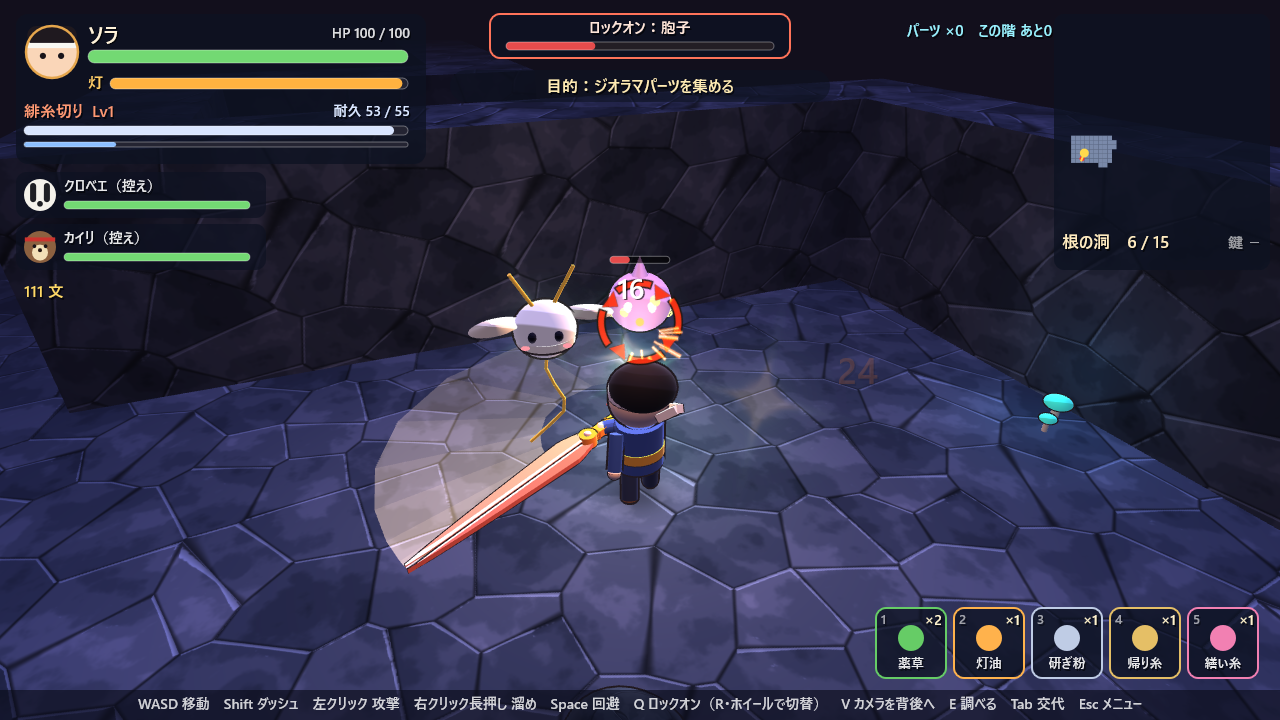 ソラ
HP 100 / 100
灯
緋糸切り Lv1
耐久 53 / 55
クロベエ（控え）
カイリ（控え）
111 文
ロックオン：胞子
目的：ジオラマパーツを集める
パーツ ×0 この階 あと0
根の洞 6 / 15
鍵 –
16
24
1 ×2
薬草
2 ×1
灯油
3 ×1
研ぎ粉
4 ×1
帰り糸
5 ×1
繕い糸
WASD 移動 Shift ダッシュ 左クリック 攻撃 右クリック長押し 溜め Space 回避 Q ロックオン（R・ホイールで切替） V カメラを背後へ E 調べる Tab 交代 Esc メニュー